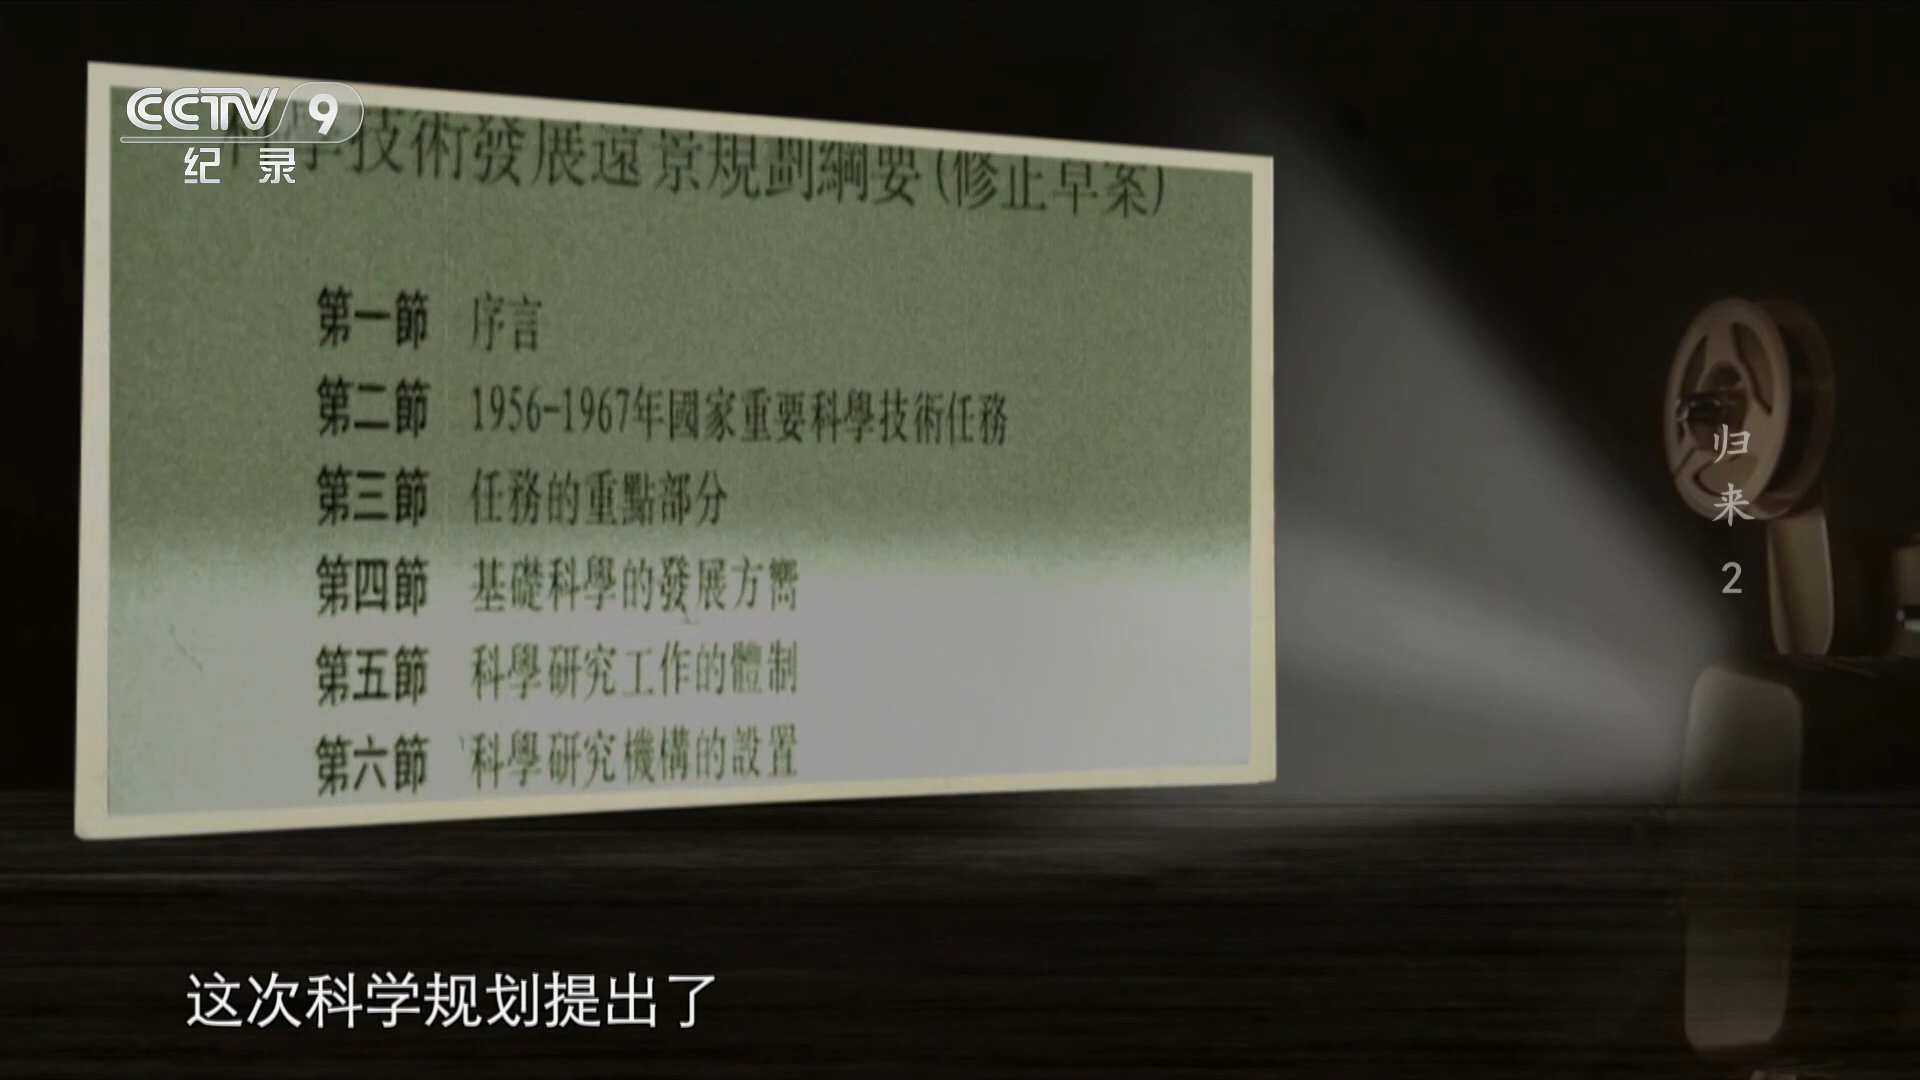 CCTV 9
纪录
科學技術發展遠景規劃綱要(修正草案)
第一節 序言
第二節 1956-1967年國家重要科學技術任務
第三節 任務的重點部分
第四節 基礎科學的發展方嚮
第五節 科學研究工作的體制
第六節 科學研究機構的設置
归来2
这次科学规划提出了